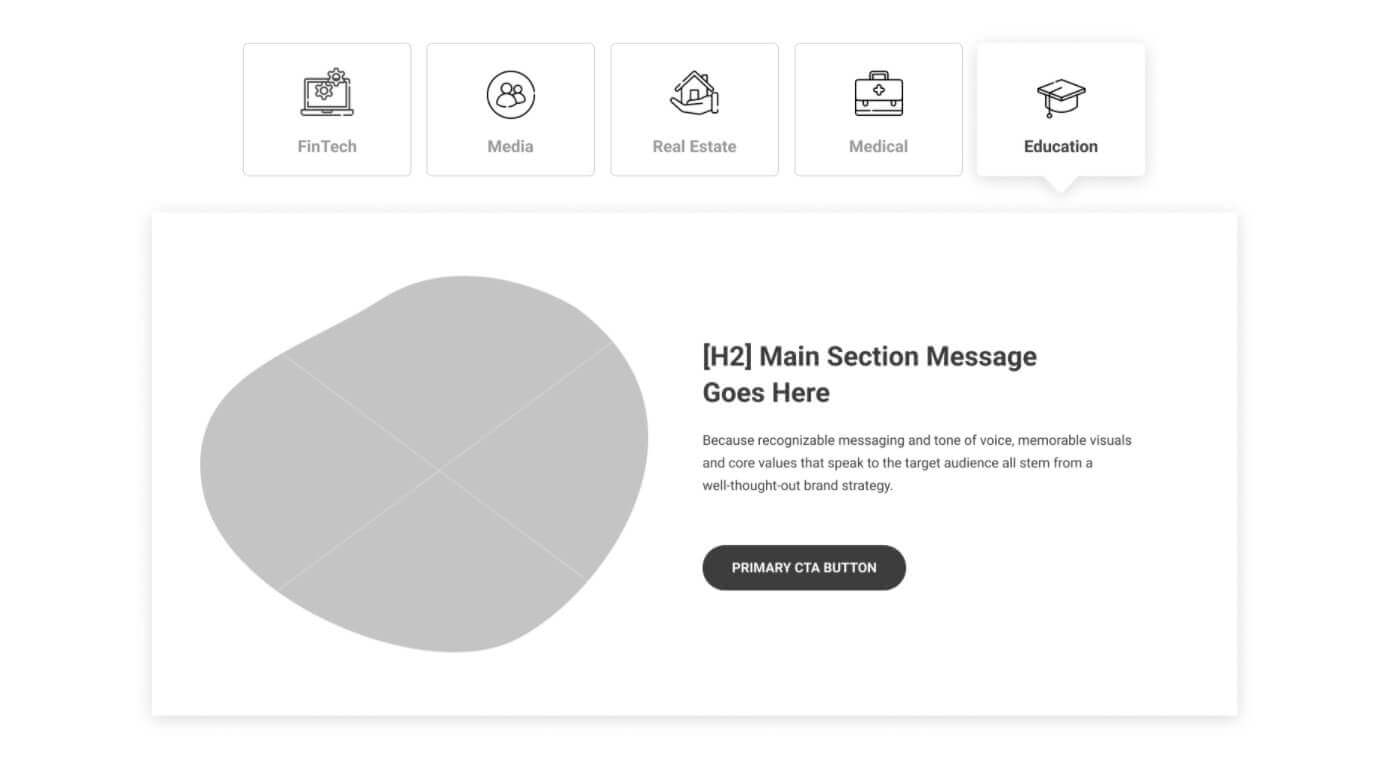 FinTech
Media
Real Estate
Medical
Education
[H2] Main Section Message
Goes Here
Because recognizable messaging and tone of voice, memorable visuals
and core values that speak to the target audience all stem from a
well-thought-out brand strategy.
PRIMARY CTA BUTTON